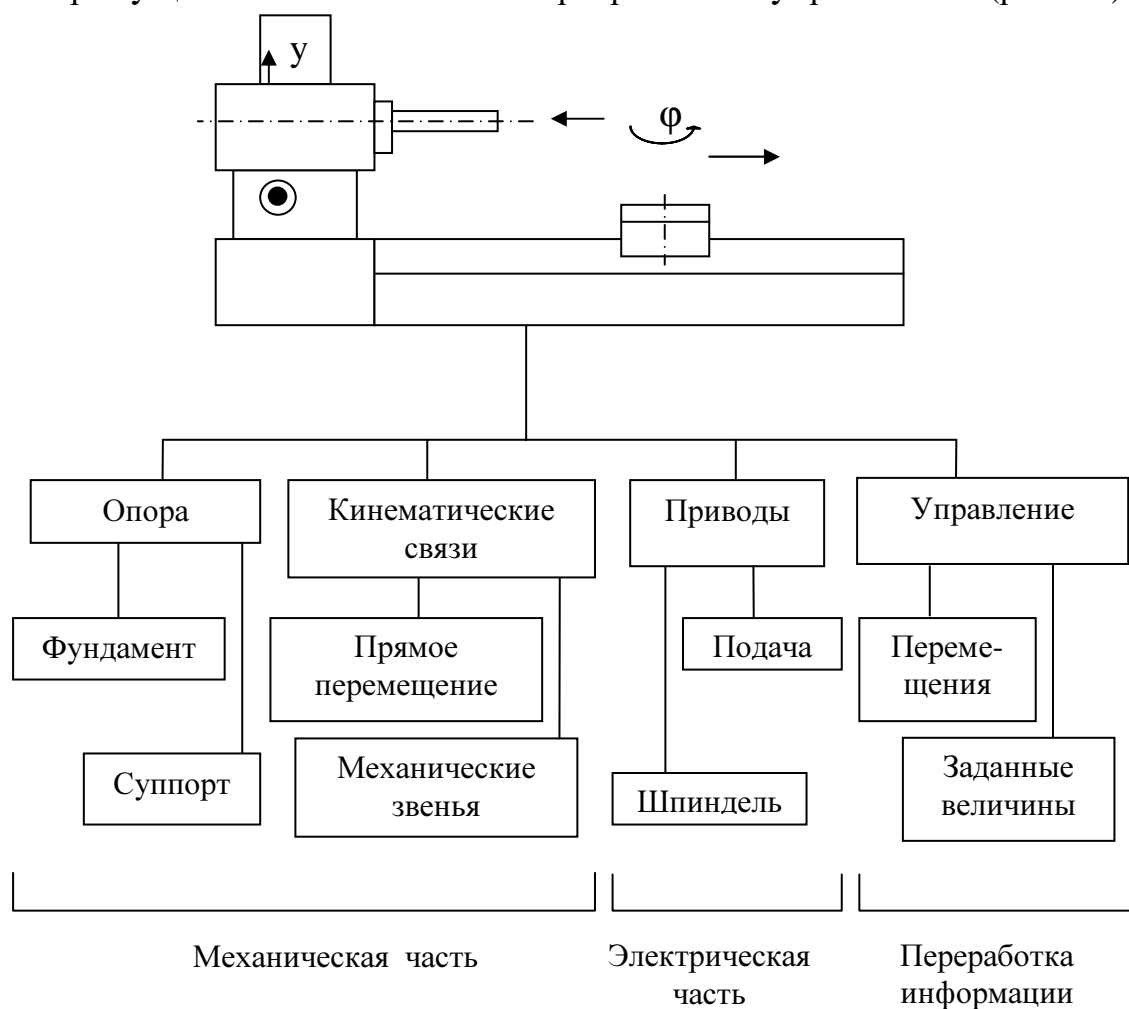 y
φ
Опора
Кинематические
связи
Приводы
Управление
Фундамент
Прямое
перемещение
Подача
Переме-
щения
Суппорт
Механические
звенья
Шпиндель
Заданные
величины
Механическая часть
Электрическая
часть
Переработка
информации